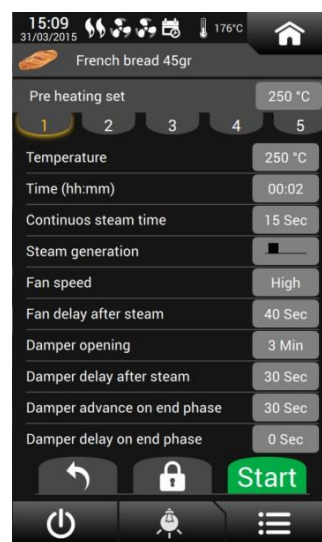 15:09
31/03/2015
176°C
French bread 45gr
Pre heating set 250 °C
1 2 3 4 5
Temperature 250 °C
Time (hh:mm) 00:02
Continuos steam time 15 Sec
Steam generation
Fan speed High
Fan delay after steam 40 Sec
Damper opening 3 Min
Damper delay after steam 30 Sec
Damper advance on end phase 30 Sec
Damper delay on end phase 0 Sec
Start